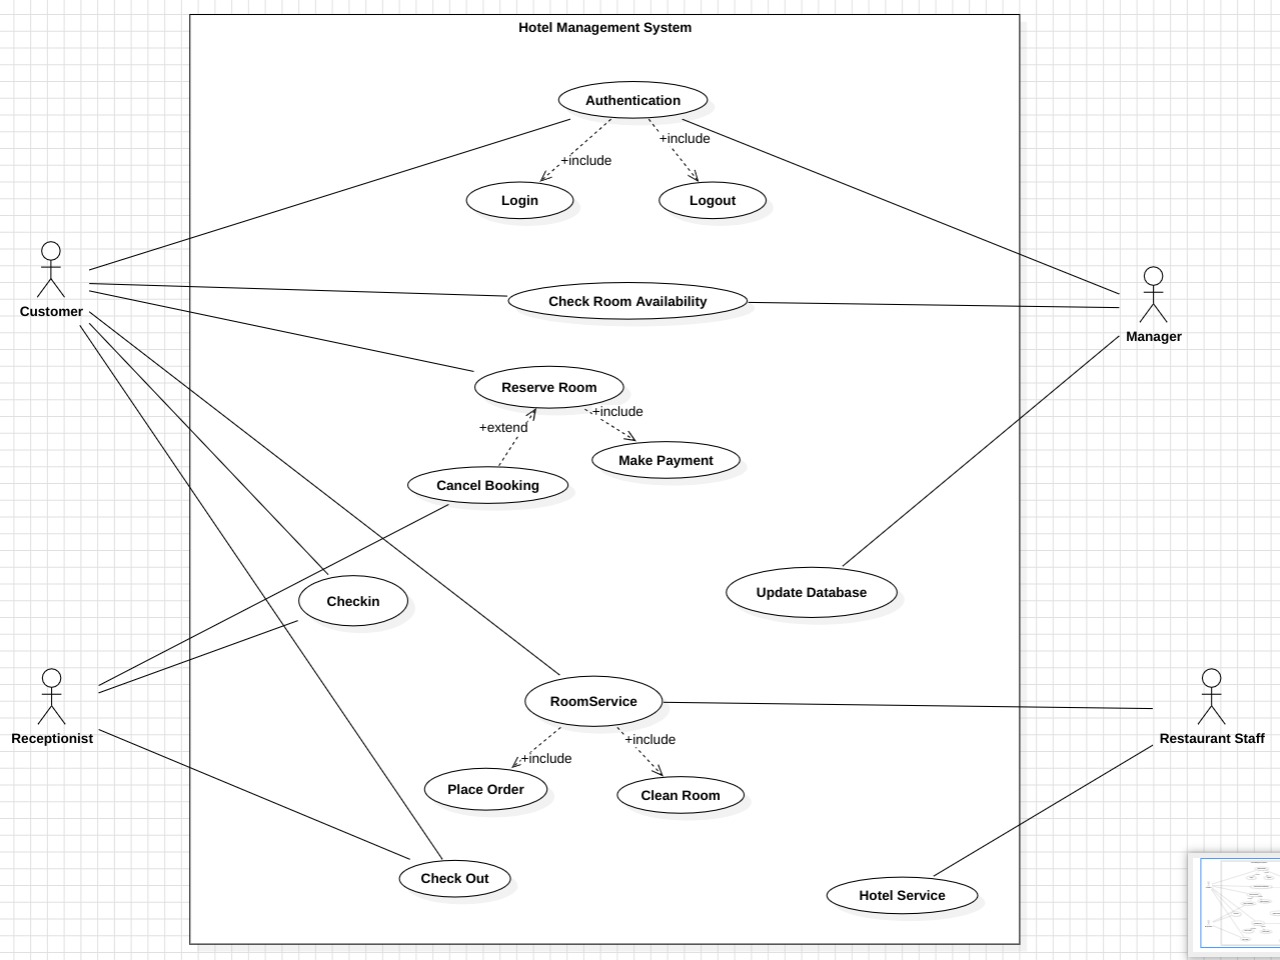 Hotel Management System
Authentication
+include
+include
Login
Logout
Customer
Check Room Availability
Manager
Reserve Room
+include
+extend
Make Payment
Cancel Booking
Update Database
Checkin
RoomService
Receptionist
Restaurant Staff
+include
+include
Place Order
Clean Room
Check Out
Hotel Service